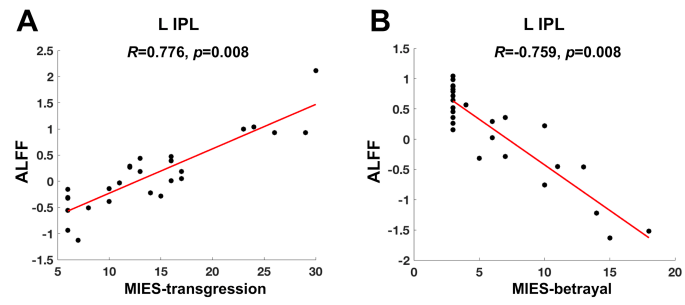 A
L IPL
R=0.776, p=0.008
2.5
2
1.5
1
0.5
0
-0.5
-1
-1.5
ALFF
5
10
15
20
25
30
MIES-transgression
B
L IPL
R=-0.759, p=0.008
1.5
1
0.5
0
-0.5
-1
-1.5
-2
ALFF
0
5
10
15
20
MIES-betrayal